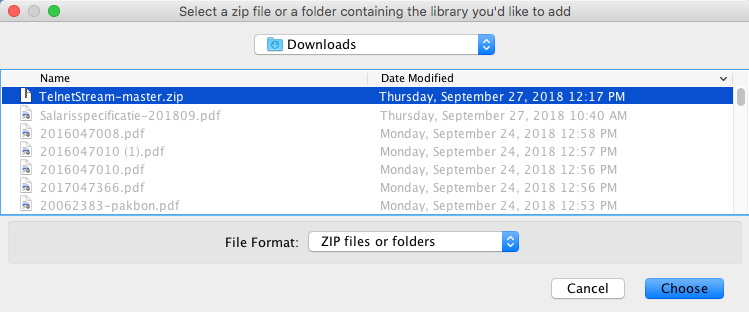 Select a zip file or a folder containing the library you'd like to add
Downloads
Name Date Modified
TelnetStream-master.zip Thursday, September 27, 2018 12:17 PM
Salarisspecificatie-201809.pdf Thursday, September 27, 2018 10:40 AM
2016047008.pdf Monday, September 24, 2018 12:58 PM
2016047010 (1).pdf Monday, September 24, 2018 12:57 PM
2016047010.pdf Monday, September 24, 2018 12:56 PM
2017047366.pdf Monday, September 24, 2018 12:56 PM
20062383-pakbon.pdf Monday, September 24, 2018 12:53 PM
File Format: ZIP files or folders
Cancel Choose